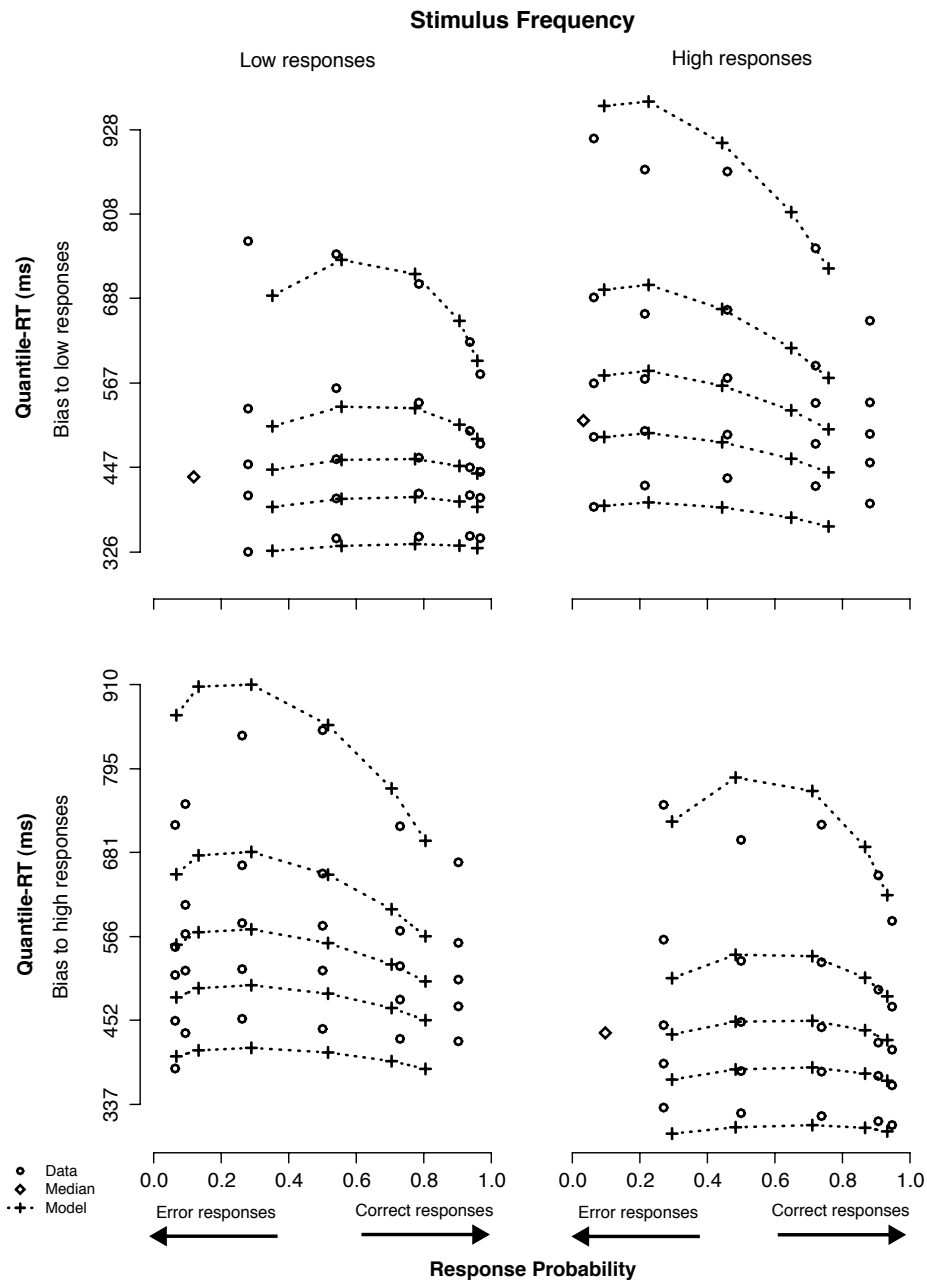 Stimulus Frequency
Low responses
High responses
Quantile-RT (ms)
Bias to low responses
928
808
688
567
447
326
Quantile-RT (ms)
Bias to high responses
910
795
681
566
452
337
Data
Median
Model
0.0 0.2 0.4 0.6 0.8 1.0
0.0 0.2 0.4 0.6 0.8 1.0
Error responses
Correct responses
Error responses
Correct responses
Response Probability